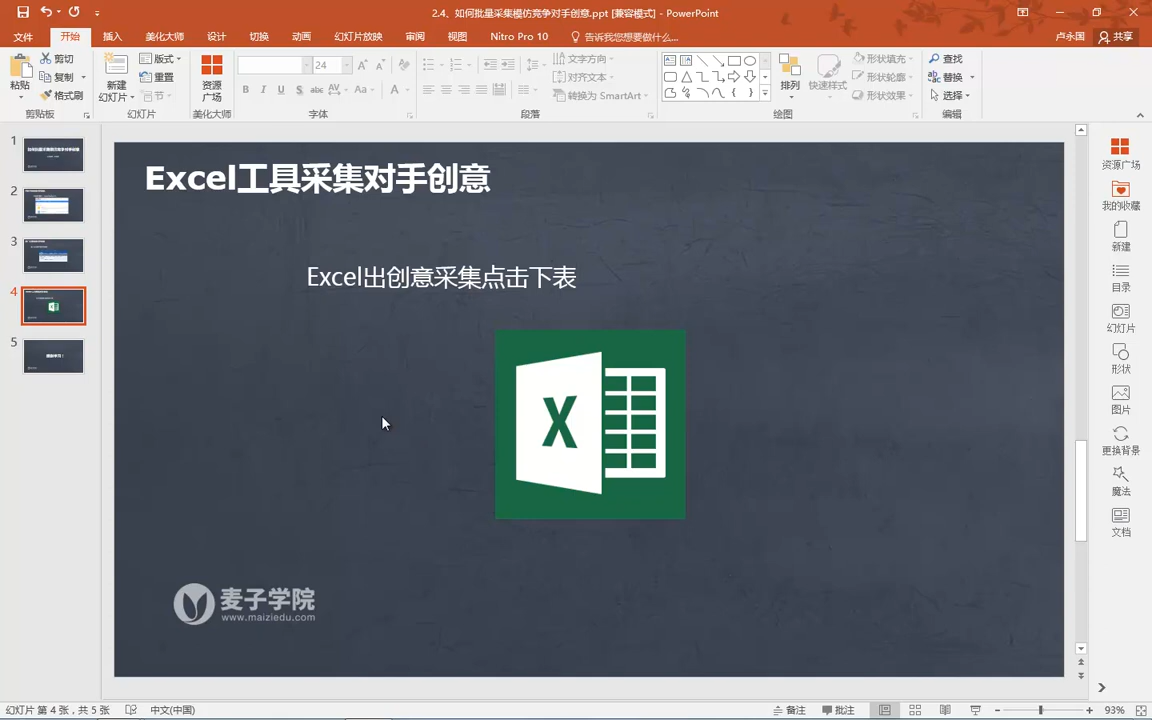 2.4、如何批量采集模仿竞争对手创意.ppt [兼容模式] - PowerPoint
文件 开始 插入 美化大师 设计 切换 动画 幻灯片放映 审阅 视图 Nitro Pro 10 告诉我您想要做什么... 卢永国 共享
粘贴 剪切 复制 格式刷 剪贴板
新建 幻灯片 版式 重置 节 幻灯片
资源 广场 美化大师
24 B I U S abc AV Aa A 字体
文字方向 对齐文本 转换为 SmartArt 段落
排列 快速样式 形状填充 形状轮廓 形状效果 绘图
查找 替换 选择 编辑
1
2
3
4
5
Excel工具采集对手创意
Excel出创意采集点击下表
X
麦子学院
www.maiziedu.com
资源广场
我的收藏
新建
目录
幻灯片
形状
图片
更换背景
魔法
文档
幻灯片 第 4 张，共 5 张 中文(中国) 备注 批注 93%